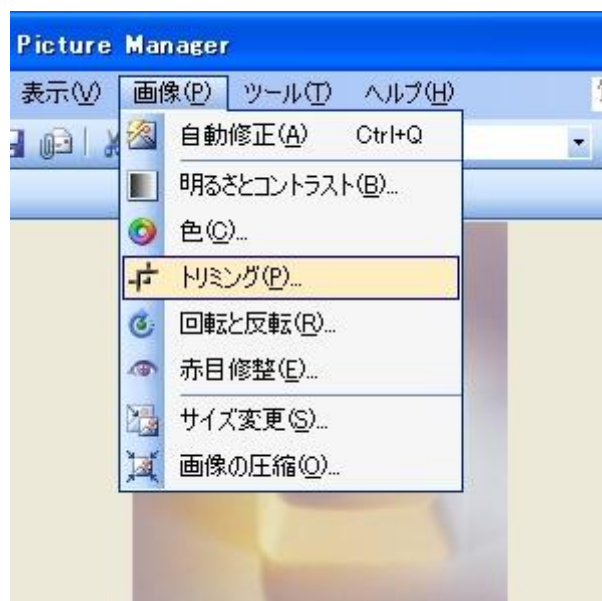 Picture Manager
表示(V) 画像(P) ツール(T) ヘルプ(H)
自動修正(A) Ctrl+Q
明るさとコントラスト(B)...
色(C)...
トリミング(P)...
回転と反転(R)...
赤目修整(E)...
サイズ変更(S)...
画像の圧縮(O)...